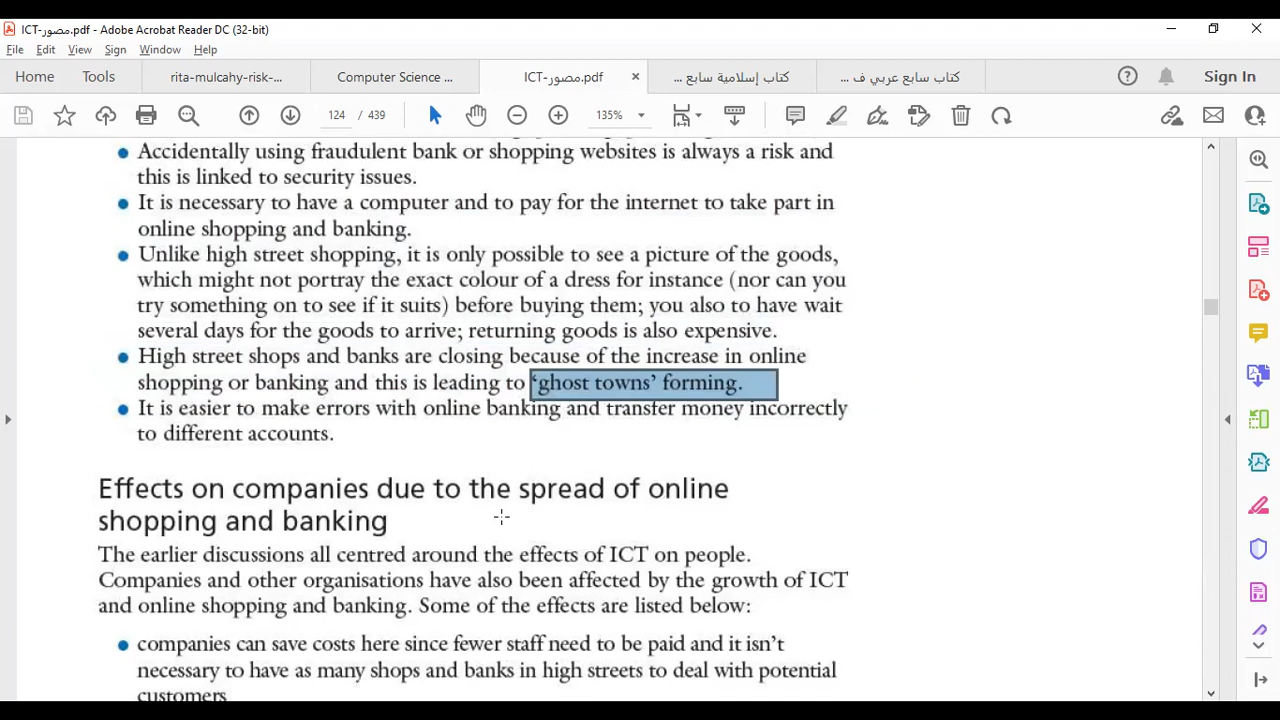 ICT-مصور.pdf - Adobe Acrobat Reader DC (32-bit)
File Edit View Sign Window Help
Home Tools rita-mulcahy-risk-... Computer Science ... ICT-مصور.pdf × كتاب إسلامية سابع ... كتاب سابع عربي ف ... Sign In
124 / 439 135%
Accidentally using fraudulent bank or shopping websites is always a risk and
this is linked to security issues.
It is necessary to have a computer and to pay for the internet to take part in
online shopping and banking.
Unlike high street shopping, it is only possible to see a picture of the goods,
which might not portray the exact colour of a dress for instance (nor can you
try something on to see if it suits) before buying them; you also to have wait
several days for the goods to arrive; returning goods is also expensive.
High street shops and banks are closing because of the increase in online
shopping or banking and this is leading to ‘ghost towns’ forming.
It is easier to make errors with online banking and transfer money incorrectly
to different accounts.
Effects on companies due to the spread of online
shopping and banking
The earlier discussions all centred around the effects of ICT on people.
Companies and other organisations have also been affected by the growth of ICT
and online shopping and banking. Some of the effects are listed below:
companies can save costs here since fewer staff need to be paid and it isn’t
necessary to have as many shops and banks in high streets to deal with potential
customers